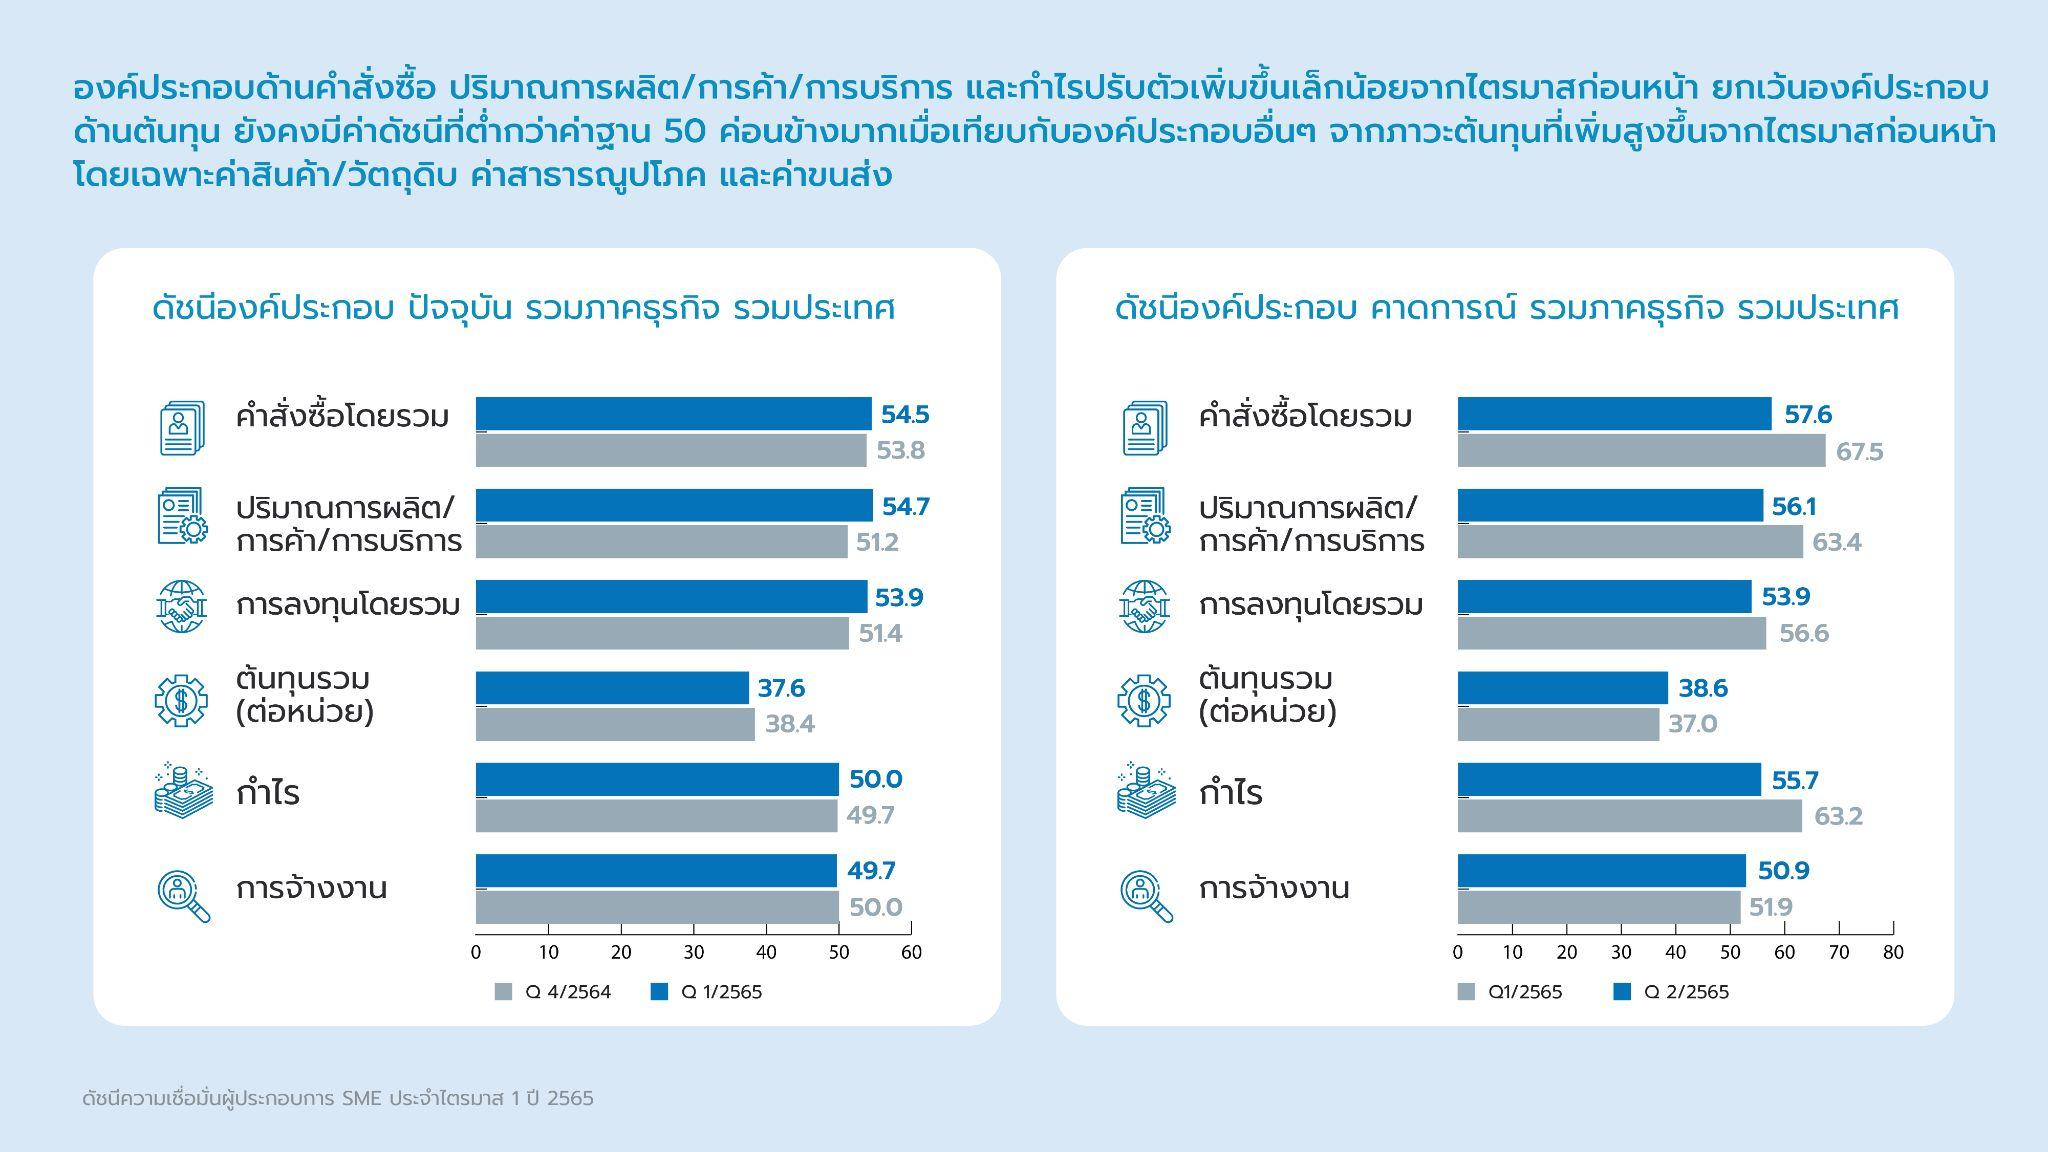 องค์ประกอบด้านคำสั่งซื้อ ปริมาณการผลิต/การค้า/การบริการ และกำไรปรับตัวเพิ่มขึ้นเล็กน้อยจากไตรมาสก่อนหน้า ยกเว้นองค์ประกอบ
ด้านต้นทุน ยังคงมีค่าดัชนีที่ต่ำกว่าค่าฐาน 50 ค่อนข้างมากเมื่อเทียบกับองค์ประกอบอื่นๆ จากภาวะต้นทุนที่เพิ่มสูงขึ้นจากไตรมาสก่อนหน้า
โดยเฉพาะค่าสินค้า/วัตถุดิบ ค่าสาธารณูปโภค และค่าขนส่ง
ดัชนีองค์ประกอบ ปัจจุบัน รวมภาคธุรกิจ รวมประเทศ
คำสั่งซื้อโดยรวม
54.5
53.8
ปริมาณการผลิต/
การค้า/การบริการ
54.7
51.2
การลงทุนโดยรวม
53.9
51.4
ต้นทุนรวม
(ต่อหน่วย)
37.6
38.4
กำไร
50.0
49.7
การจ้างงาน
49.7
50.0
0 10 20 30 40 50 60
Q 4/2564 Q 1/2565
ดัชนีองค์ประกอบ คาดการณ์ รวมภาคธุรกิจ รวมประเทศ
คำสั่งซื้อโดยรวม
57.6
67.5
ปริมาณการผลิต/
การค้า/การบริการ
56.1
63.4
การลงทุนโดยรวม
53.9
56.6
ต้นทุนรวม
(ต่อหน่วย)
38.6
37.0
กำไร
55.7
63.2
การจ้างงาน
50.9
51.9
0 10 20 30 40 50 60 70 80
Q1/2565 Q 2/2565
ดัชนีความเชื่อมั่นผู้ประกอบการ SME ประจำไตรมาส 1 ปี 2565